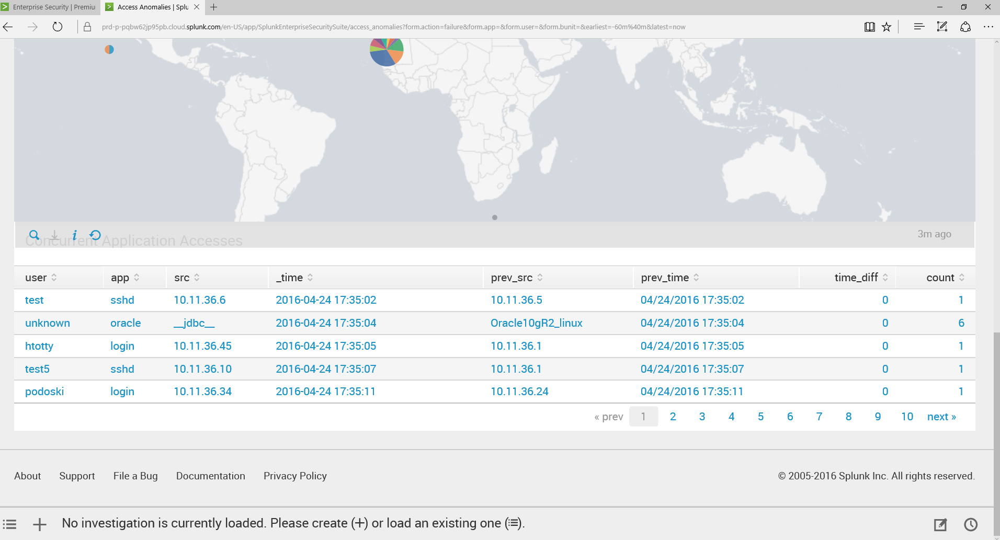 Enterprise Security | Premiu
Access Anomalies | Splu
prd-p-pqbw62jp95pb.cloud.splunk.com/en-US/app/SplunkEnterpriseSecuritySuite/access_anomalies?form.action=failure&form.app=&form.user=&form.bunit=&earliest=-60m%40m&latest=now
Concurrent Application Accesses
3m ago
user app src _time prev_src prev_time time_diff count
test sshd 10.11.36.6 2016-04-24 17:35:02 10.11.36.5 04/24/2016 17:35:02 0 1
unknown oracle __jdbc__ 2016-04-24 17:35:04 Oracle10gR2_linux 04/24/2016 17:35:04 0 6
htotty login 10.11.36.45 2016-04-24 17:35:05 10.11.36.1 04/24/2016 17:35:05 0 1
test5 sshd 10.11.36.10 2016-04-24 17:35:07 10.11.36.1 04/24/2016 17:35:07 0 1
podoski login 10.11.36.34 2016-04-24 17:35:11 10.11.36.24 04/24/2016 17:35:11 0 1
« prev 1 2 3 4 5 6 7 8 9 10 next »
About Support File a Bug Documentation Privacy Policy © 2005-2016 Splunk Inc. All rights reserved.
No investigation is currently loaded. Please create (+) or load an existing one (≔).